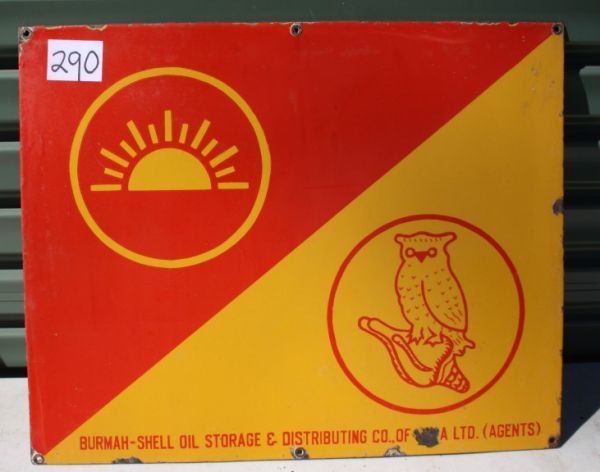 290
BURMAH-SHELL OIL STORAGE & DISTRIBUTING CO., OF A LTD. (AGENTS)